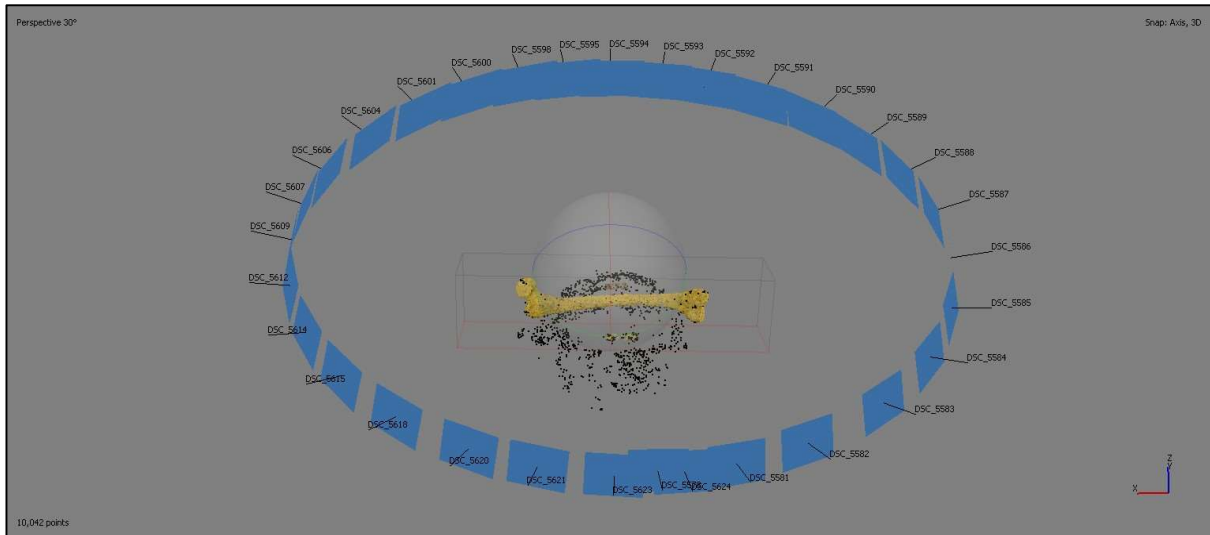 Perspective 30°
Snap: Axis, 3D
DSC_5598
DSC_5595
DSC_5594
DSC_5593
DSC_5592
DSC_5591
DSC_5600
DSC_5601
DSC_5590
DSC_5604
DSC_5589
DSC_5606
DSC_5588
DSC_5607
DSC_5587
DSC_5609
DSC_5586
DSC_5612
DSC_5585
DSC_5614
DSC_5584
DSC_5615
DSC_5583
DSC_5618
DSC_5582
DSC_5620
DSC_5621
DSC_5581
DSC_5623
DSC_5624
X
Z
10,042 points